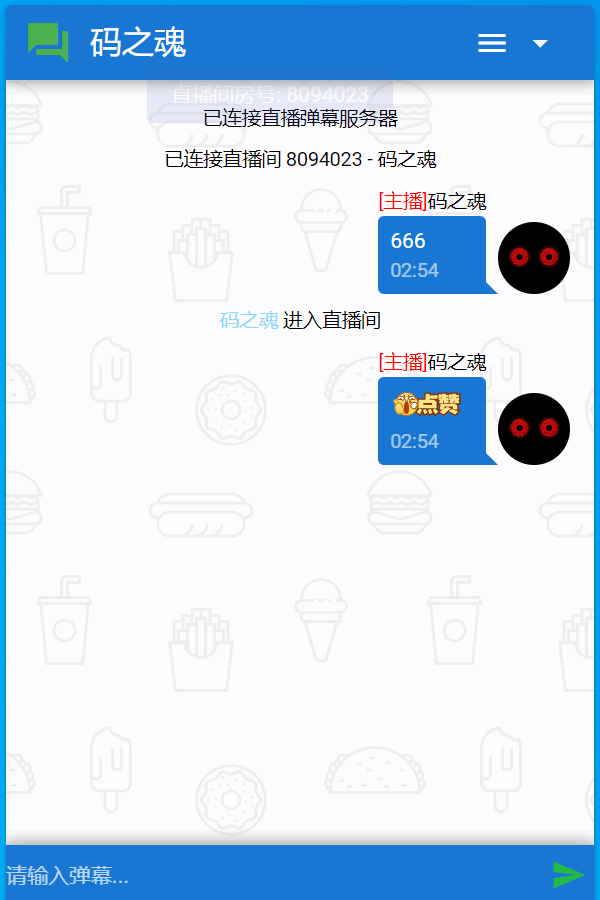 码之魂
直播间房号: 8094023
已连接直播弹幕服务器
已连接直播间 8094023 - 码之魂
[主播]码之魂
666
02:54
码之魂 进入直播间
[主播]码之魂
点赞
02:54
请输入弹幕...